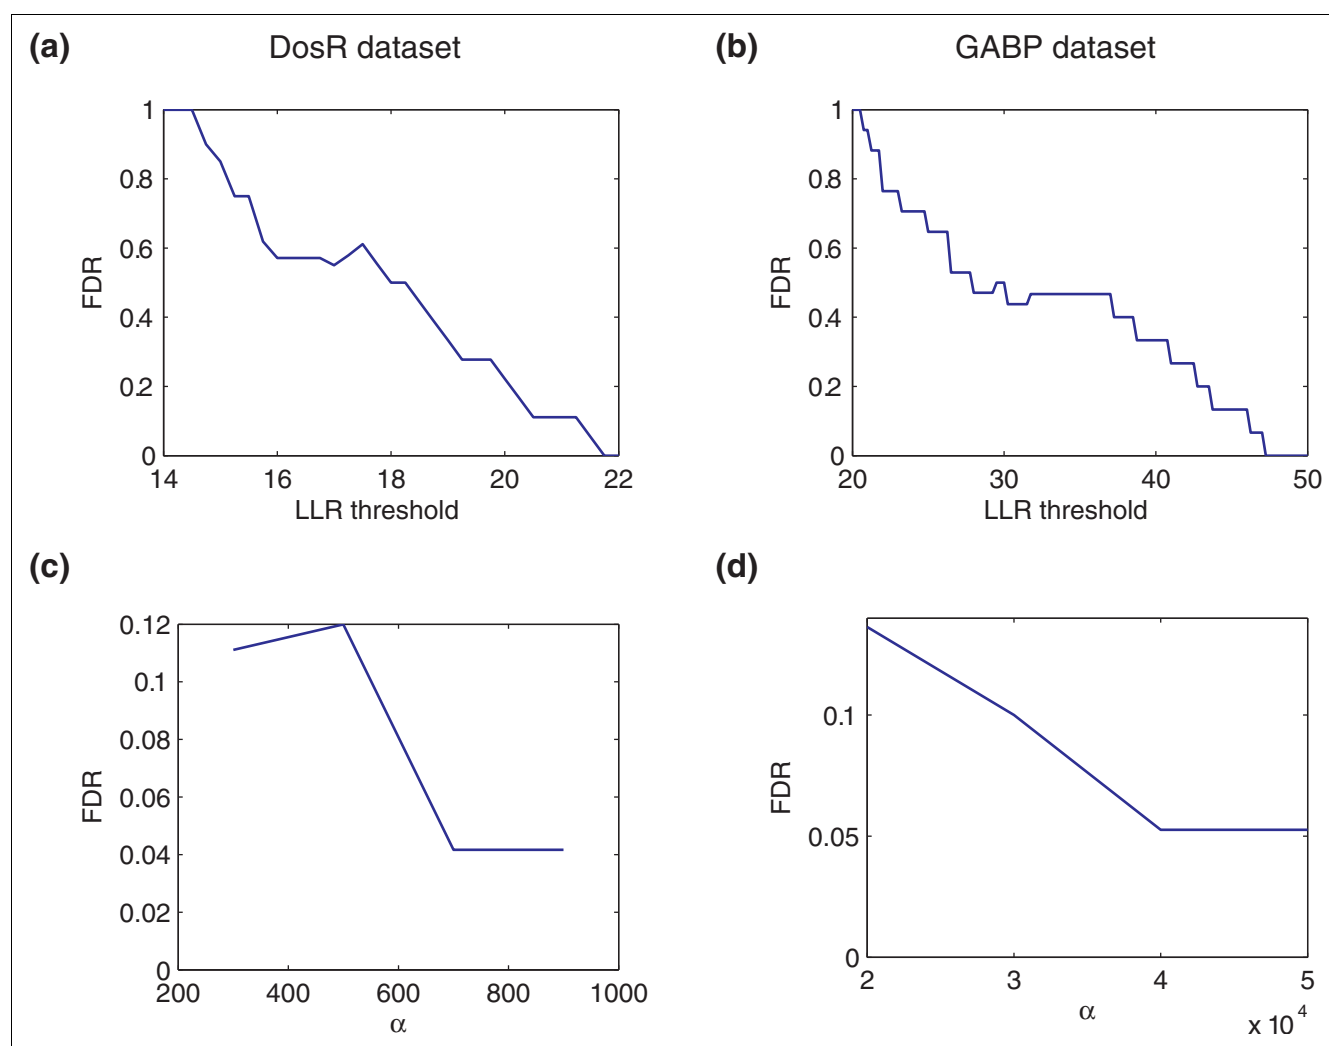 (a)
DosR dataset
1
0.8
0.6
0.4
0.2
0
FDR
14
16
18
20
22
LLR threshold
(b)
GABP dataset
1
0.8
0.6
0.4
0.2
0
FDR
20
30
40
50
LLR threshold
(c)
0.12
0.1
0.08
0.06
0.04
0.02
0
FDR
200
400
600
800
1000
α
(d)
0.1
0.05
0
FDR
2
3
4
5
α
x 10⁴